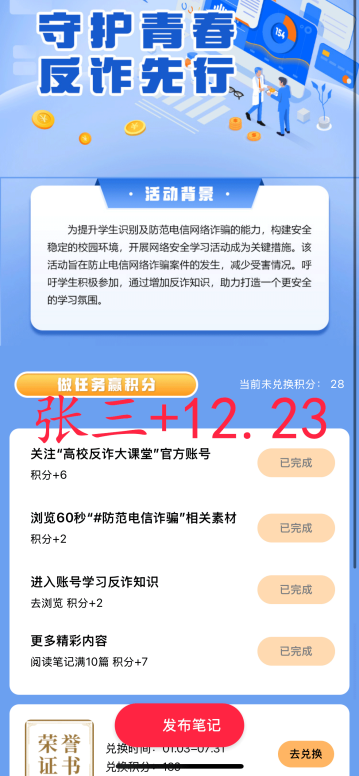 守护青春
反诈先行
154
活动背景
为提升学生识别及防范电信网络诈骗的能力，构建安全
稳定的校园环境，开展网络安全学习活动成为关键措施。该
活动旨在防止电信网络诈骗案件的发生，减少受害情况。呼
吁学生积极参加，通过增加反诈知识，助力打造一个更安全
的学习氛围。
做任务赢积分
当前未兑换积分： 28
张三+12.23
关注“高校反诈大课堂”官方账号
积分+6
已完成
浏览60秒“#防范电信诈骗”相关素材
积分+2
已完成
进入账号学习反诈知识
去浏览 积分+2
已完成
更多精彩内容
阅读笔记满10篇 积分+7
已完成
发布笔记
荣誉
证书
兑换时间：01.03–07.31
兑换积分：
去兑换